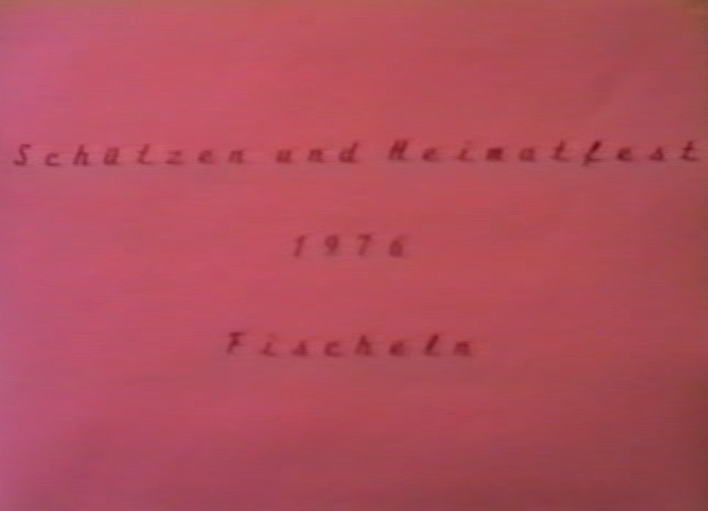 Schützen und Heimatfest
1976
Fischeln